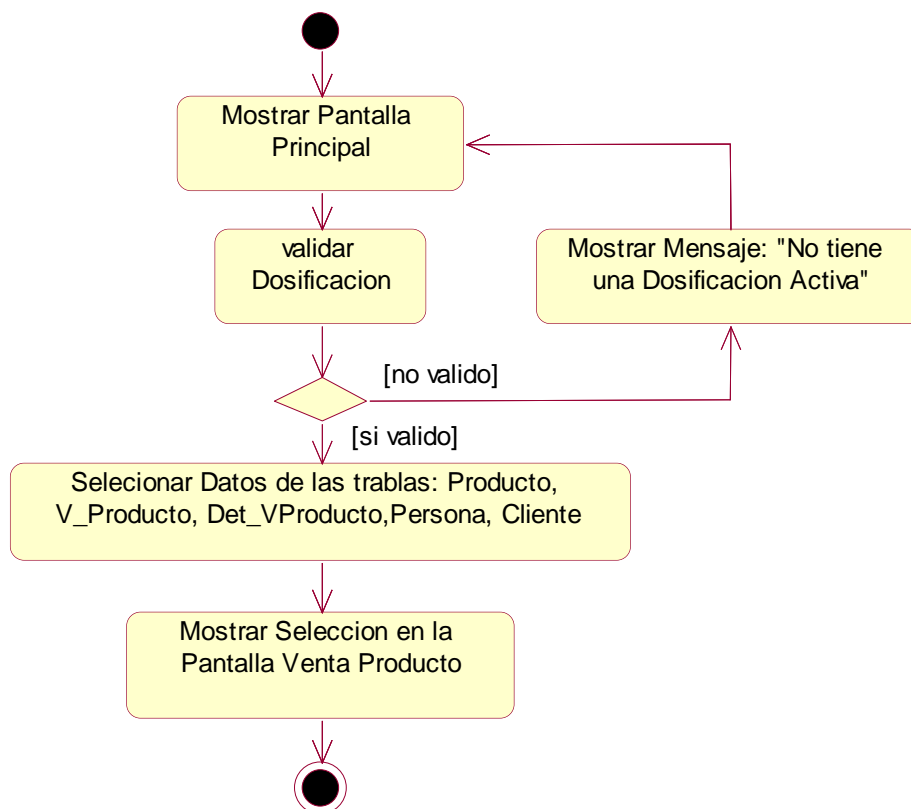 Mostrar Pantalla
Principal
validar
Dosificacion
Mostrar Mensaje: "No tiene
una Dosificacion Activa"
[no valido]
[si valido]
Selecionar Datos de las trablas: Producto,
V_Producto, Det_VProducto,Persona, Cliente
Mostrar Seleccion en la
Pantalla Venta Producto